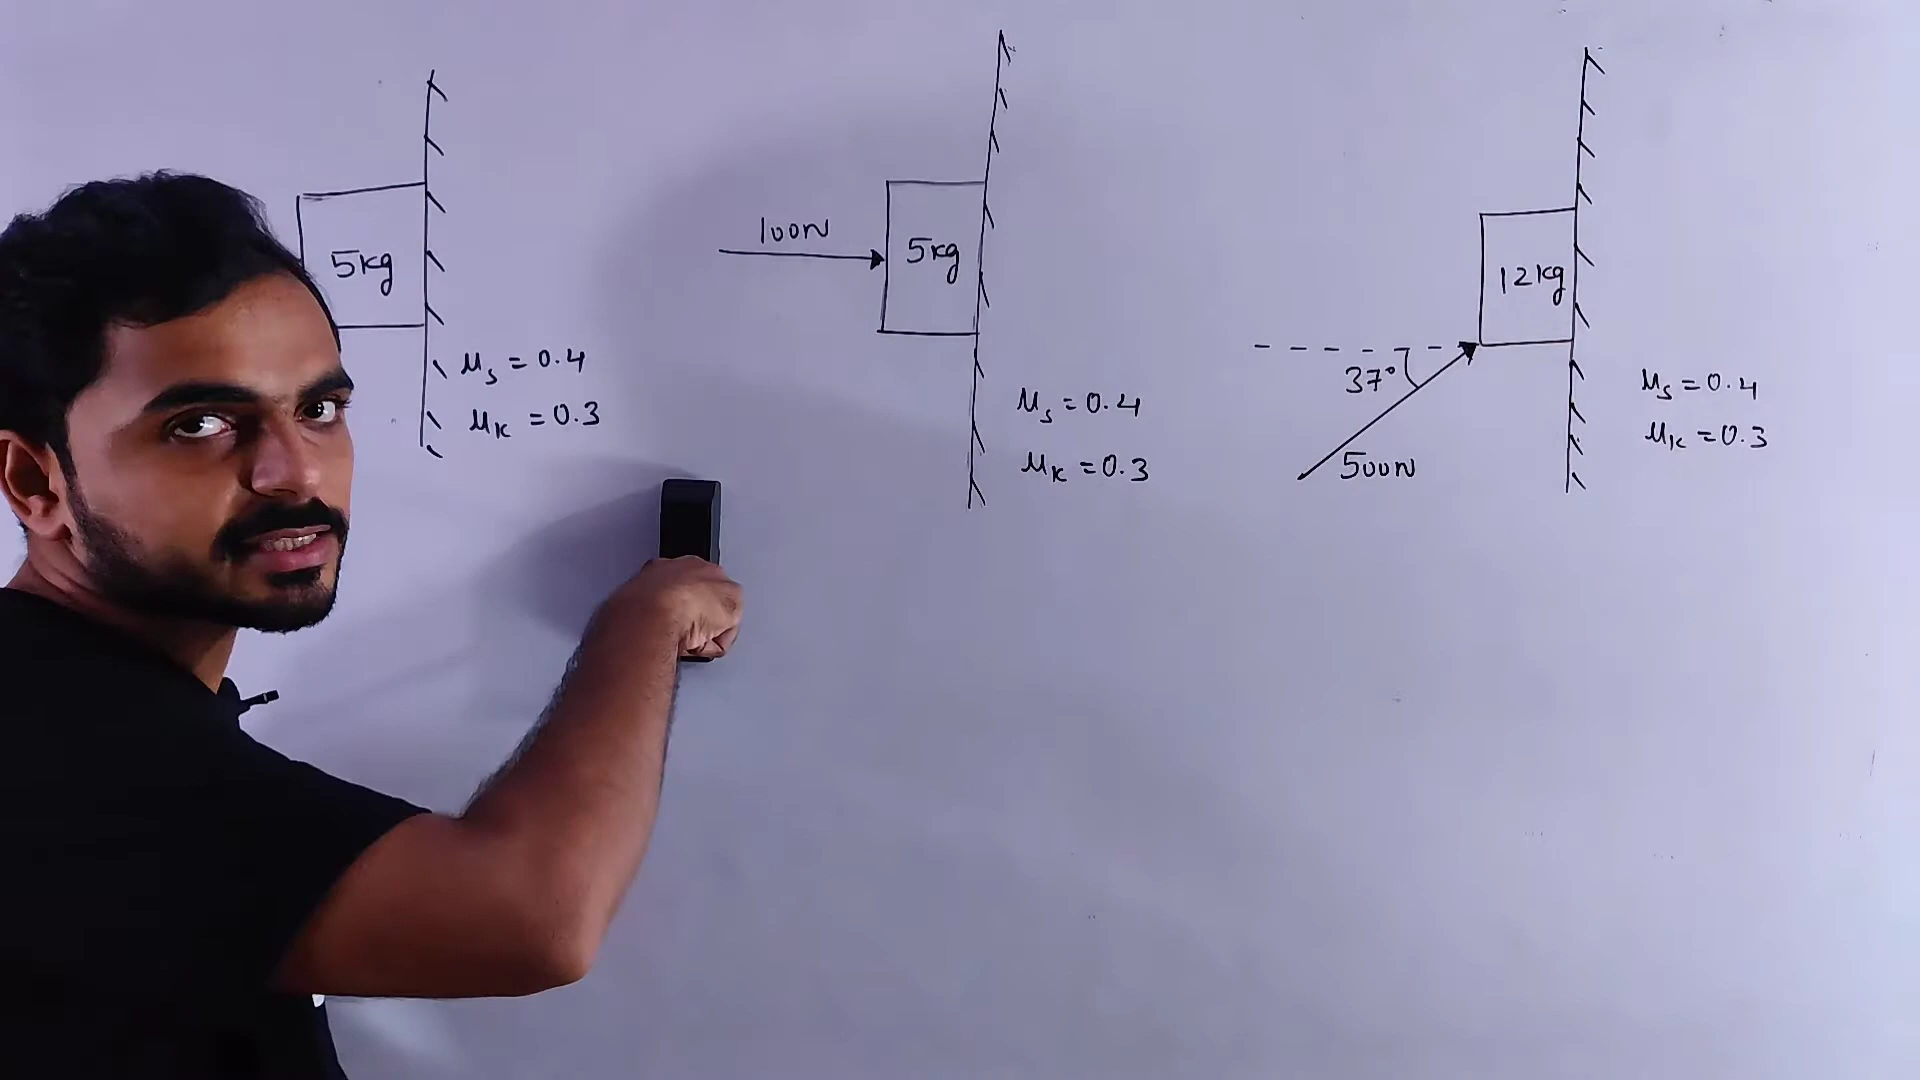 5kg
μs = 0.4
μk = 0.3
100N
5kg
μs = 0.4
μk = 0.3
12kg
37°
500N
μs = 0.4
μk = 0.3